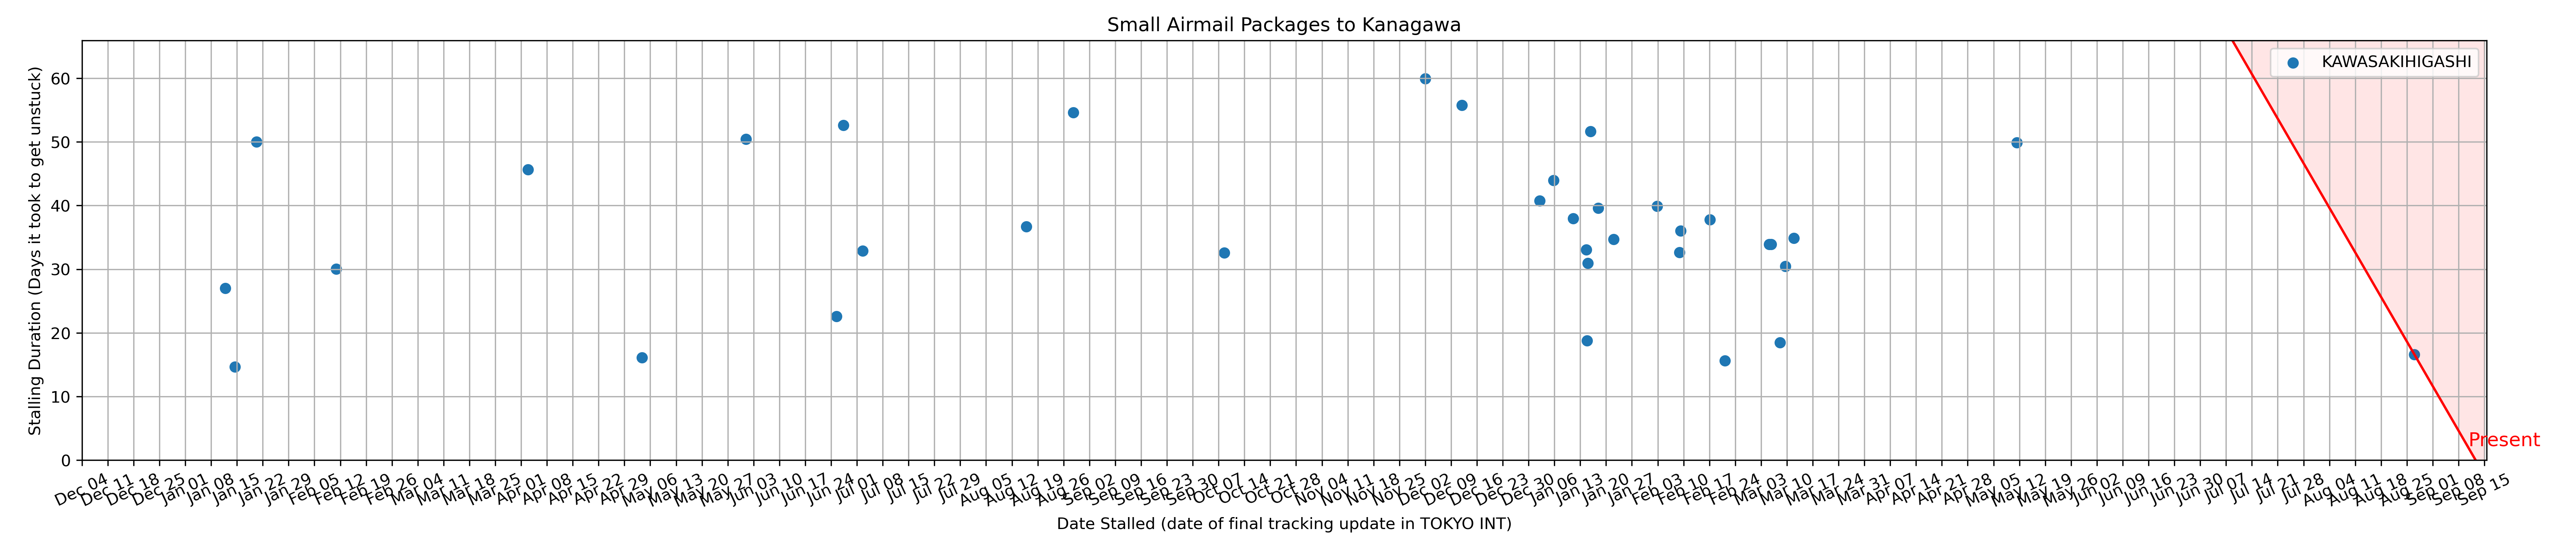 Small Airmail Packages to Kanagawa
KAWASAKIHIGASHI
Stalling Duration (Days it took to get unstuck)
60
50
40
30
20
10
0
Present
Dec 04 Dec 11 Dec 18 Dec 25 Jan 01 Jan 08 Jan 15 Jan 22 Jan 29 Feb 05 Feb 12 Feb 19 Feb 26 Mar 04 Mar 11 Mar 18 Mar 25 Apr 01 Apr 08 Apr 15 Apr 22 Apr 29 May 06 May 13 May 20 May 27 Jun 03 Jun 10 Jun 17 Jun 24 Jul 01 Jul 08 Jul 15 Jul 22 Jul 29 Aug 05 Aug 12 Aug 19 Aug 26 Sep 02 Sep 09 Sep 16 Sep 23 Sep 30 Oct 07 Oct 14 Oct 21 Oct 28 Nov 04 Nov 11 Nov 18 Nov 25 Dec 02 Dec 09 Dec 16 Dec 23 Dec 30 Jan 06 Jan 13 Jan 20 Jan 27 Feb 03 Feb 10 Feb 17 Feb 24 Mar 03 Mar 10 Mar 17 Mar 24 Mar 31 Apr 07 Apr 14 Apr 21 Apr 28 May 05 May 12 May 19 May 26 Jun 02 Jun 09 Jun 16 Jun 23 Jun 30 Jul 07 Jul 14 Jul 21 Jul 28 Aug 04 Aug 11 Aug 18 Aug 25 Sep 01 Sep 08 Sep 15
Date Stalled (date of final tracking update in TOKYO INT)